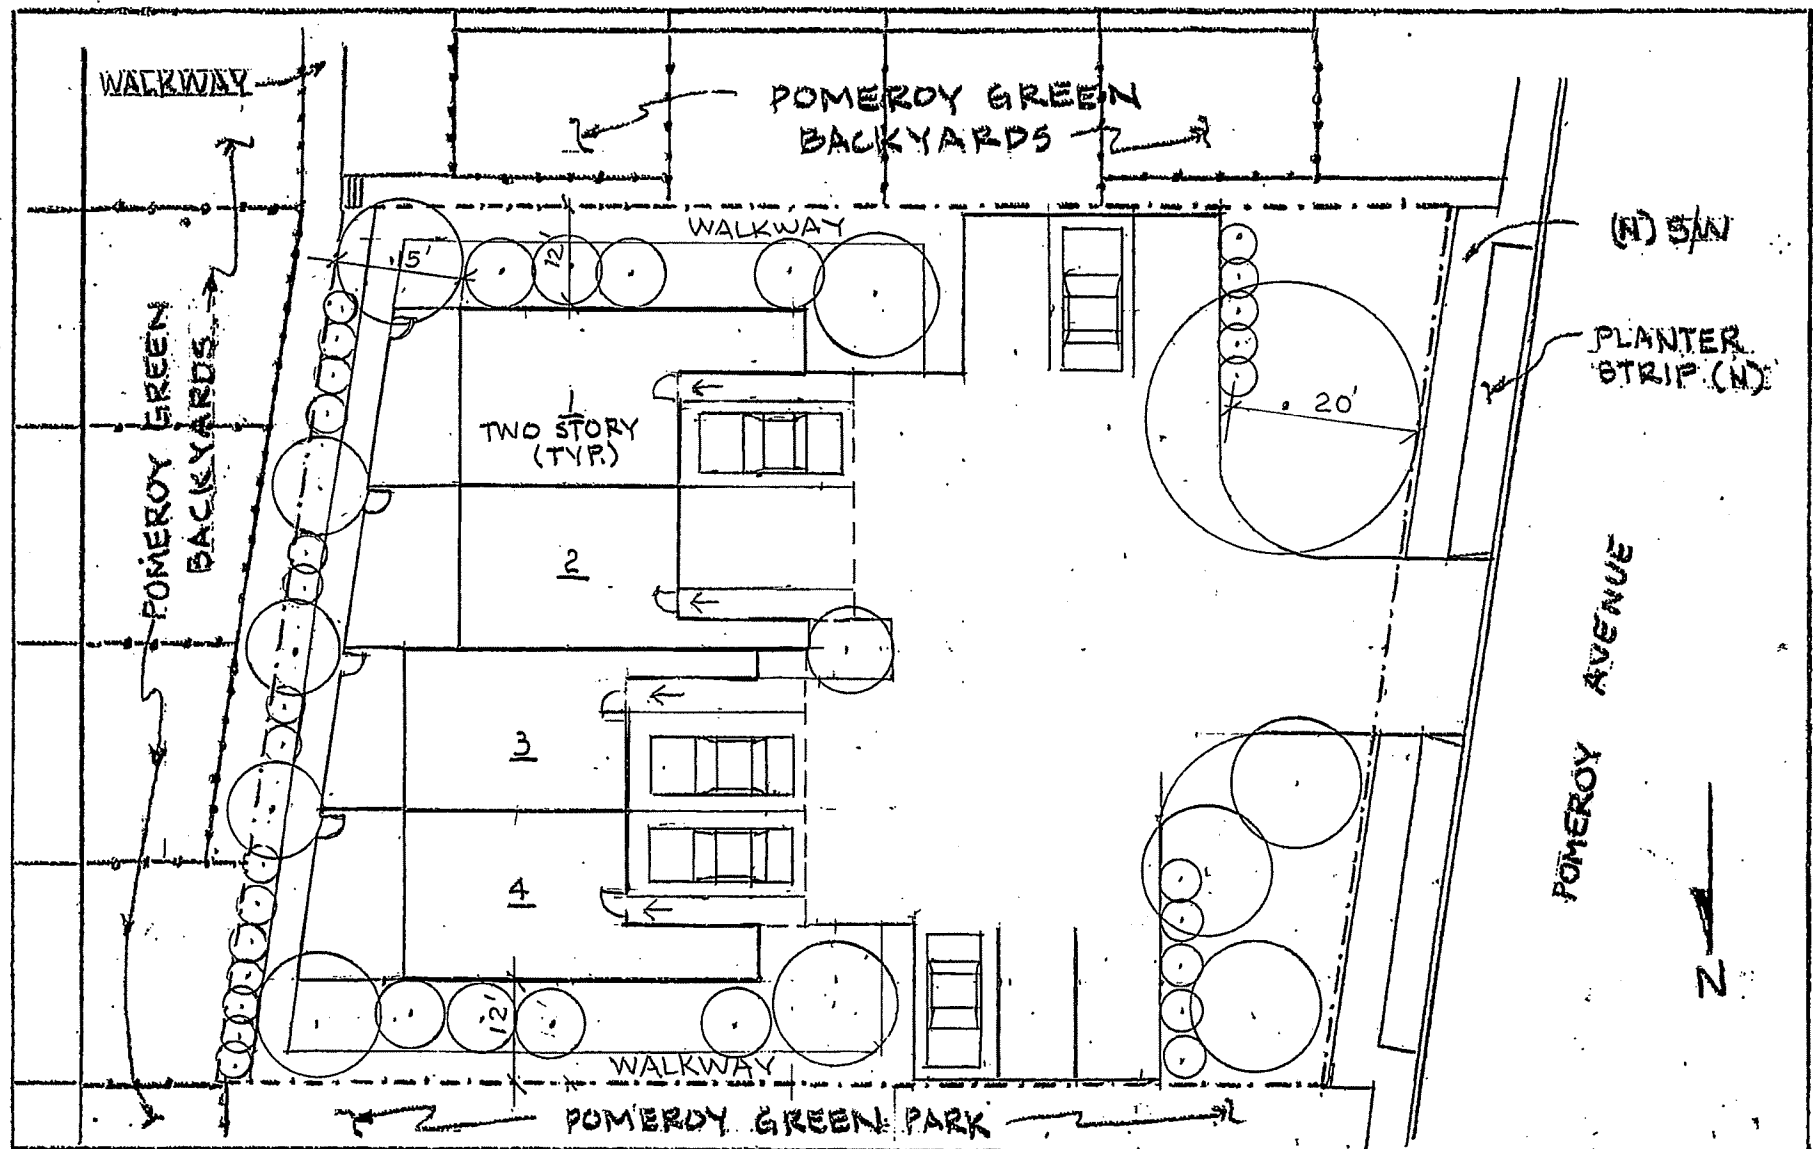 WALKWAY
POMEROY GREEN
BACKYARDS
WALKWAY
(N) S/W
5'
12'
POMEROY GREEN
BACKYARDS
PLANTER
STRIP (N)
20'
1
TWO STORY
(TYP.)
2
POMEROY AVENUE
3
4
N
12'
WALKWAY
POMEROY GREEN PARK